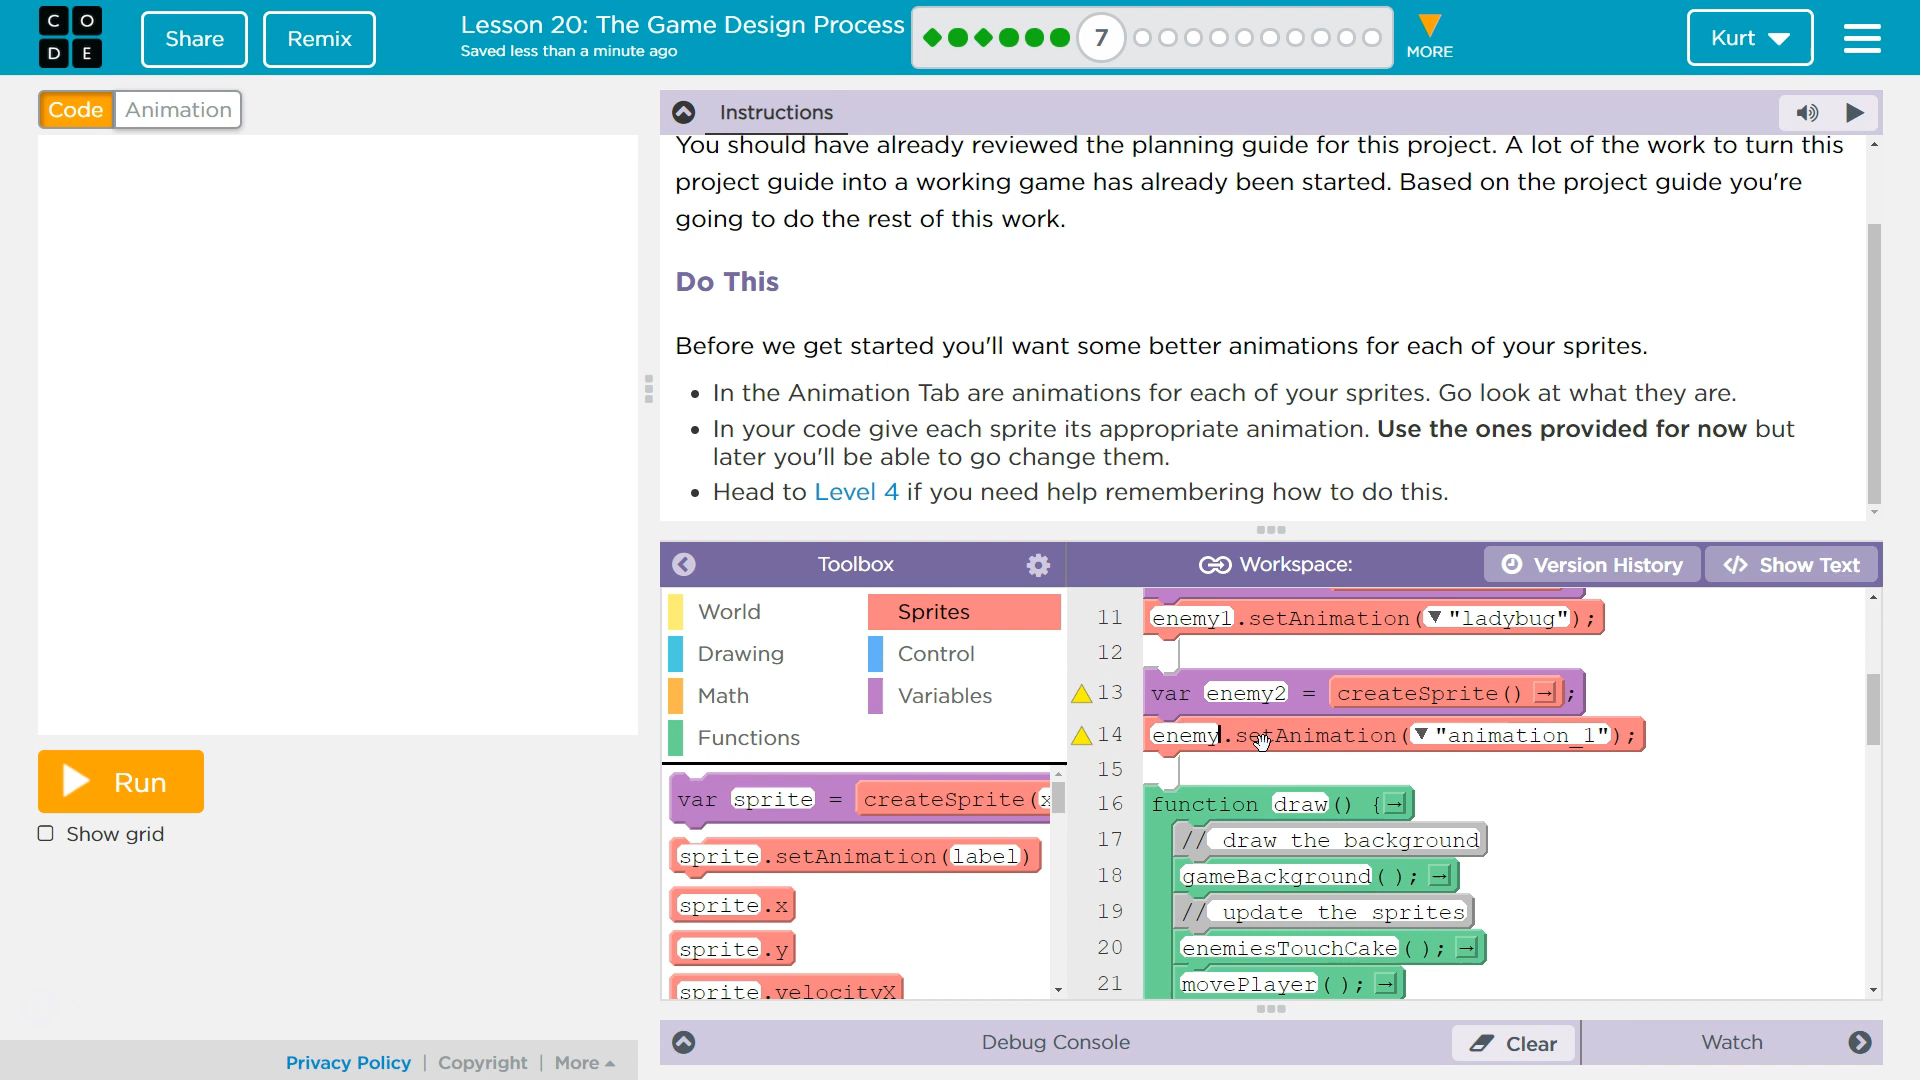 C O
D E
Share
Remix
Lesson 20: The Game Design Process
Saved less than a minute ago
7
MORE
Kurt
Code
Animation
Instructions
You should have already reviewed the planning guide for this project. A lot of the work to turn this
project guide into a working game has already been started. Based on the project guide you're
going to do the rest of this work.
Do This
Before we get started you'll want some better animations for each of your sprites.
In the Animation Tab are animations for each of your sprites. Go look at what they are.
In your code give each sprite its appropriate animation. Use the ones provided for now but
later you'll be able to go change them.
Head to Level 4 if you need help remembering how to do this.
Toolbox
Workspace:
Version History
</> Show Text
World
Sprites
Drawing
Control
Math
Variables
Functions
var sprite = createSprite(x
sprite.setAnimation(label)
sprite.x
sprite.y
sprite.velocityX
11 enemy1.setAnimation(▼"ladybug");
12
13 var enemy2 = createSprite()→;
14 enemy.setAnimation(▼"animation_1");
15
16 function draw() {→
17 // draw the background
18 gameBackground();→
19 // update the sprites
20 enemiesTouchCake();→
21 movePlayer();→
Run
Show grid
Debug Console
Clear
Watch
Privacy Policy | Copyright | More